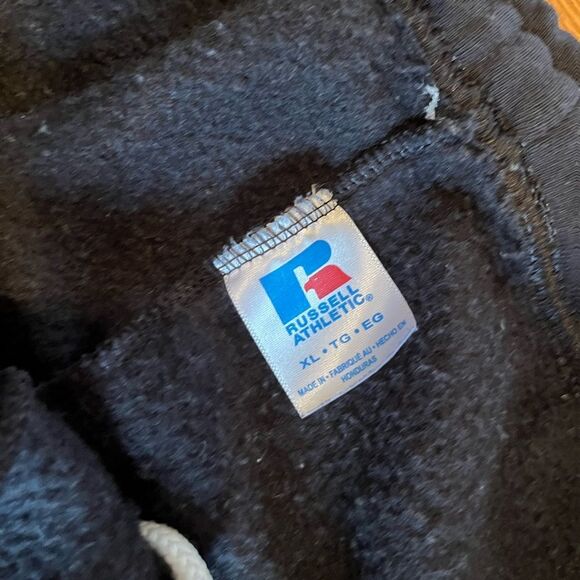 R
RUSSELL
ATHLETIC®
XL • TG • EG
MADE IN • FABRIQUÉ AU • HECHO EN
HONDURAS